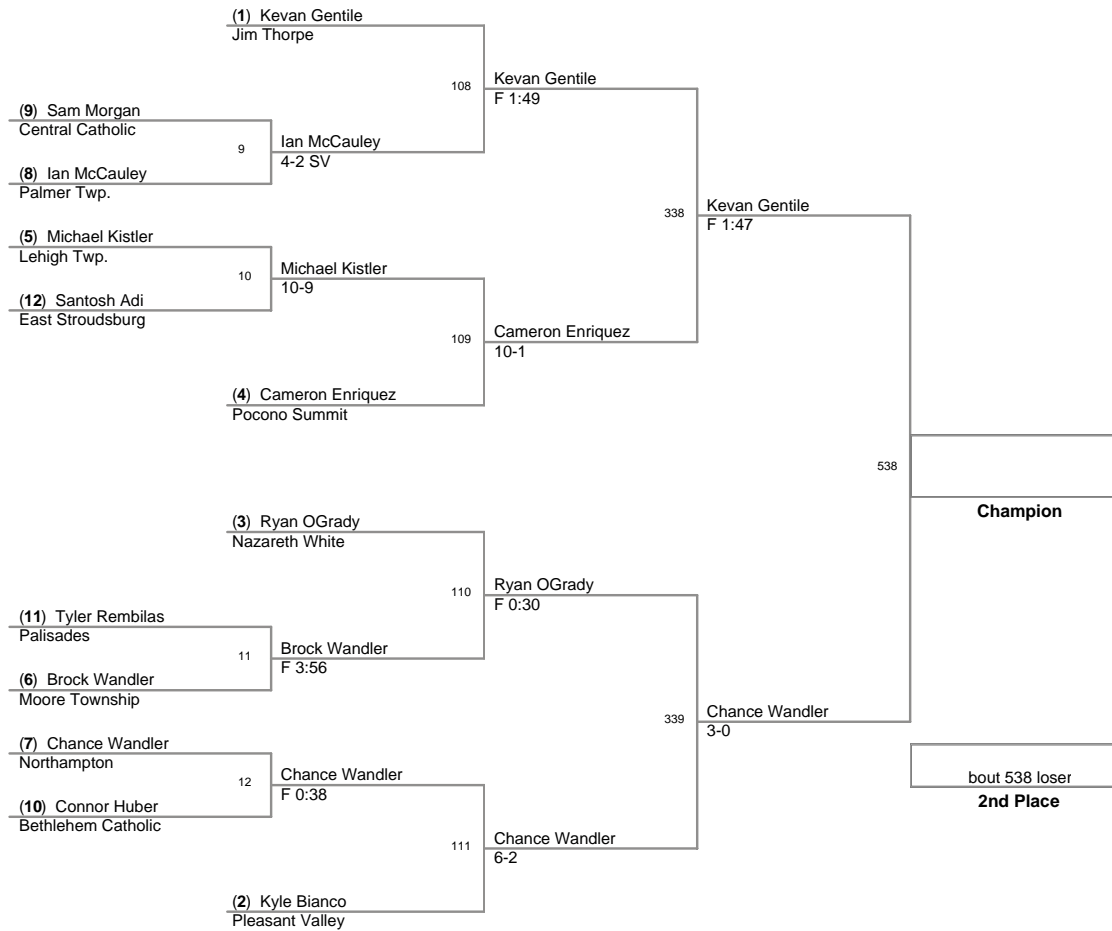 (1) Kevan Gentile
Jim Thorpe
108
Kevan Gentile
F 1:49
(9) Sam Morgan
Central Catholic
9
Ian McCauley
4-2 SV
(8) Ian McCauley
Palmer Twp.
338
Kevan Gentile
F 1:47
(5) Michael Kistler
Lehigh Twp.
10
Michael Kistler
10-9
(12) Santosh Adi
East Stroudsburg
109
Cameron Enriquez
10-1
(4) Cameron Enriquez
Pocono Summit
538
Champion
(3) Ryan OGrady
Nazareth White
110
Ryan OGrady
F 0:30
(11) Tyler Rembilas
Palisades
11
Brock Wandler
F 3:56
(6) Brock Wandler
Moore Township
339
Chance Wandler
3-0
(7) Chance Wandler
Northampton
12
Chance Wandler
F 0:38
(10) Connor Huber
Bethlehem Catholic
bout 538 loser
2nd Place
111
Chance Wandler
6-2
(2) Kyle Bianco
Pleasant Valley